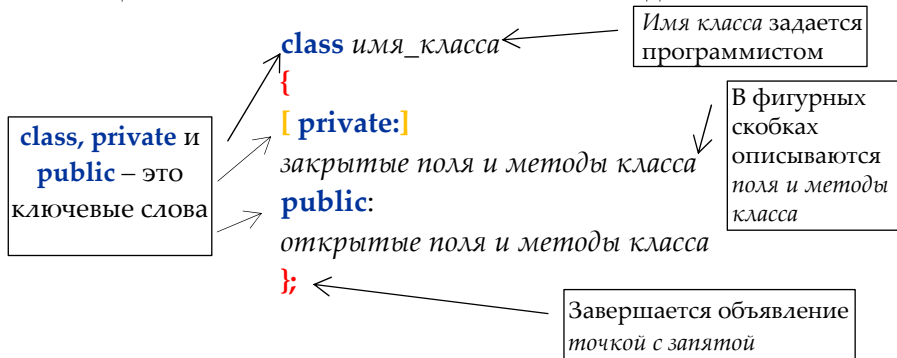 class имя_класса
Имя класса задается
программистом
{
[ private:]
закрытые поля и методы класса
public:
открытые поля и методы класса
};
class, private и
public – это
ключевые слова
В фигурных
скобках
описываются
поля и методы
класса
Завершается объявление
точкой с запятой